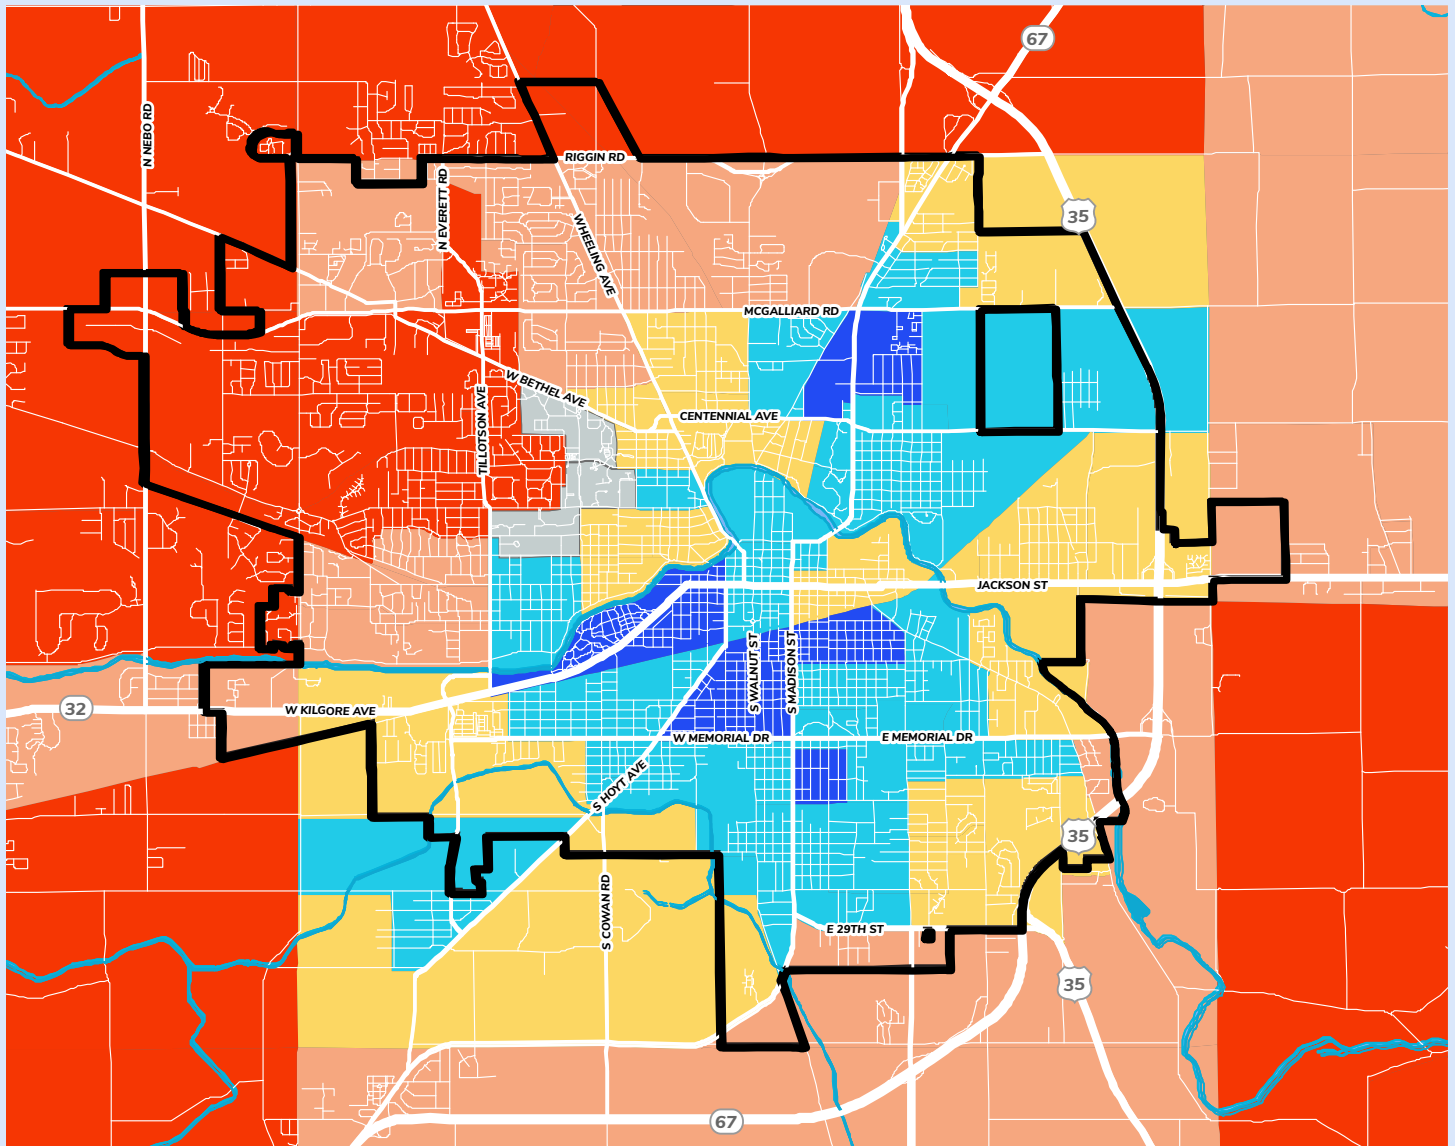 67
N NEBO RD
RIGGIN RD
N EVERETT RD
35
WHEELING AVE
MCGALLIARD RD
W BETHEL AVE
CENTENNIAL AVE
TILLOTSON AVE
JACKSON ST
S WALNUT ST
S MADISON ST
32
W KILGORE AVE
W MEMORIAL DR
E MEMORIAL DR
S HOYT AVE
35
S COWAN RD
E 29TH ST
35
67